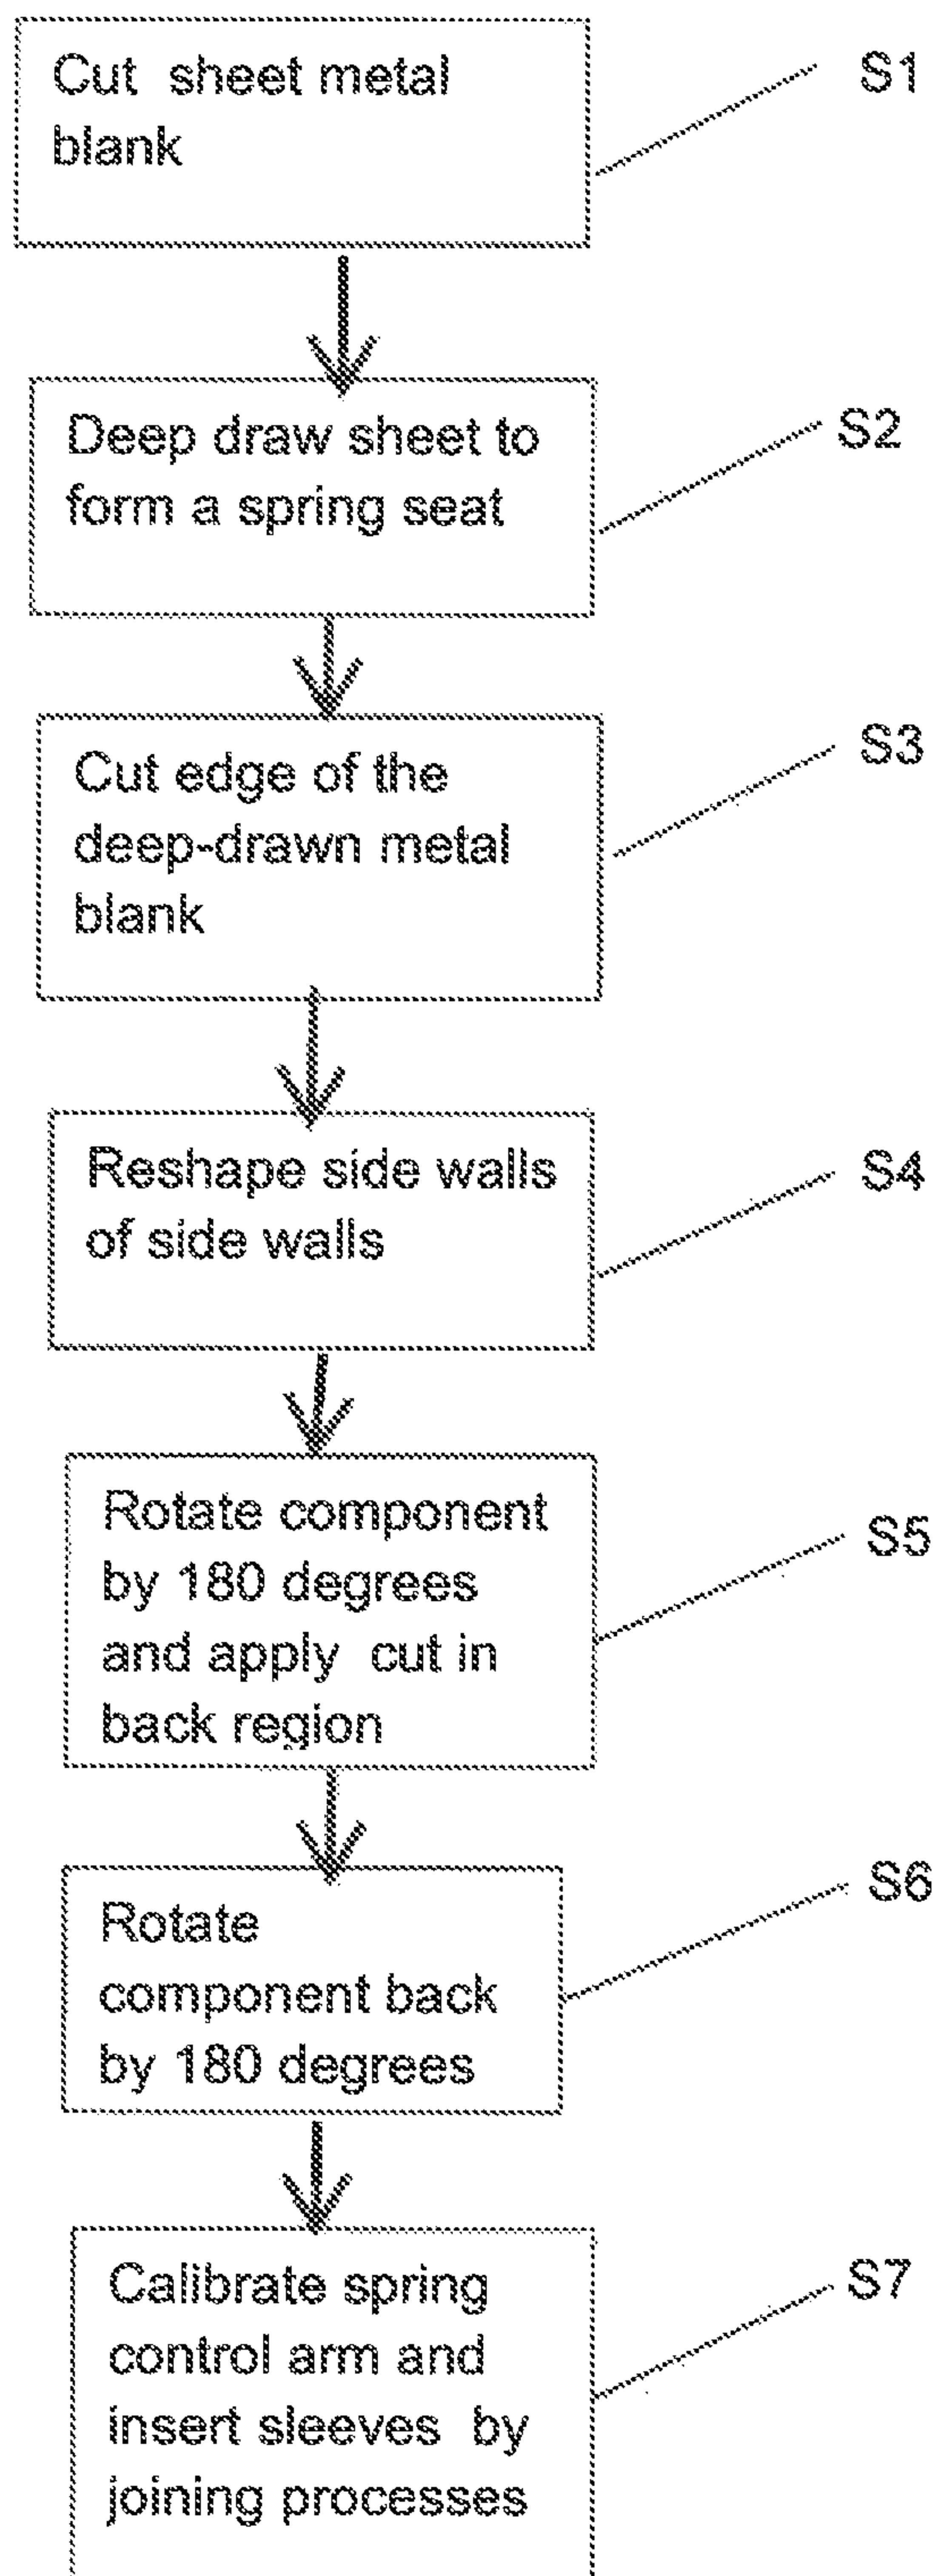 Cut sheet metal
blank
S1
Deep draw sheet to
form a spring seat
S2
Cut edge of the
deep-drawn metal
blank
S3
Reshape side walls
of side walls
S4
Rotate component
by 180 degrees
and apply cut in
back region
S5
Rotate
component back
by 180 degrees
S6
Calibrate spring
control arm and
insert sleeves by
joining processes
S7